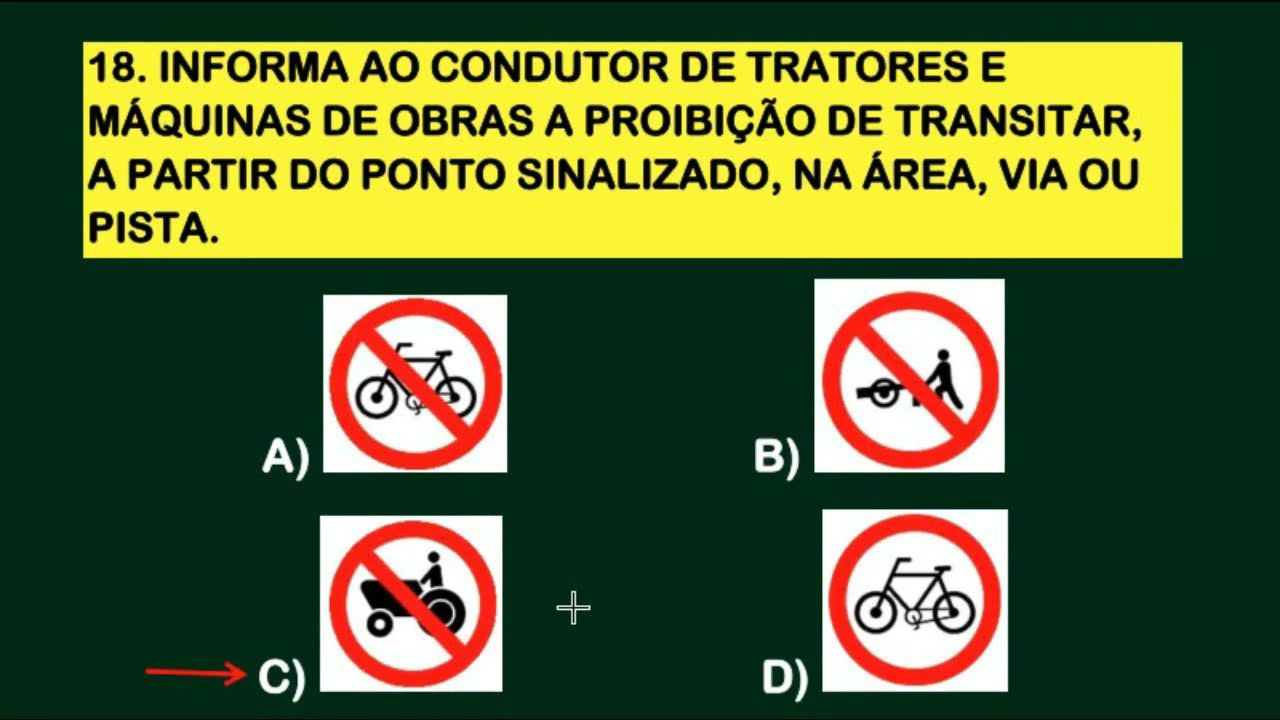 18. INFORMA AO CONDUTOR DE TRATORES E
MÁQUINAS DE OBRAS A PROIBIÇÃO DE TRANSITAR,
A PARTIR DO PONTO SINALIZADO, NA ÁREA, VIA OU
PISTA.
A)
B)
C)
D)